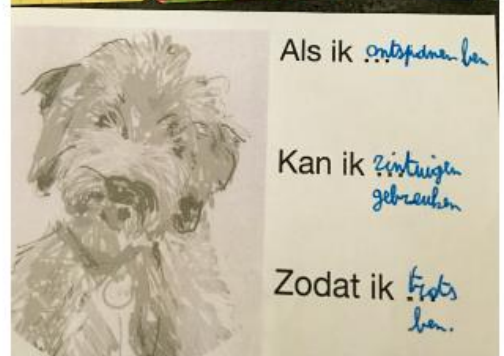 Als ik ... ontspannen ben
Kan ik ... zintuigen
gebruiken
Zodat ik ... trots
ben.